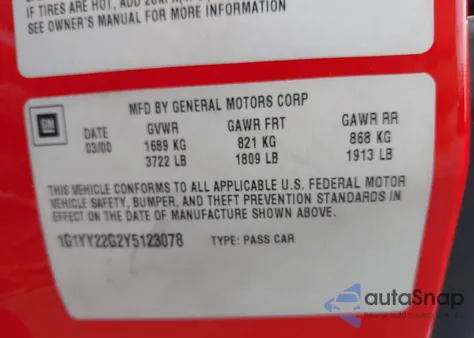 IF TIRES ARE HOT, ADD
SEE OWNER'S MANUAL FOR MORE INFORMATION
MFD BY GENERAL MOTORS CORP
GM
DATE GVWR GAWR FRT GAWR RR
03/00 1689 KG 821 KG 868 KG
3722 LB 1809 LB 1913 LB
THIS VEHICLE CONFORMS TO ALL APPLICABLE U.S. FEDERAL MOTOR
VEHICLE SAFETY, BUMPER, AND THEFT PREVENTION STANDARDS IN
EFFECT ON THE DATE OF MANUFACTURE SHOWN ABOVE.
1G1YY22G2Y5123078 TYPE: PASS CAR
autaSnap